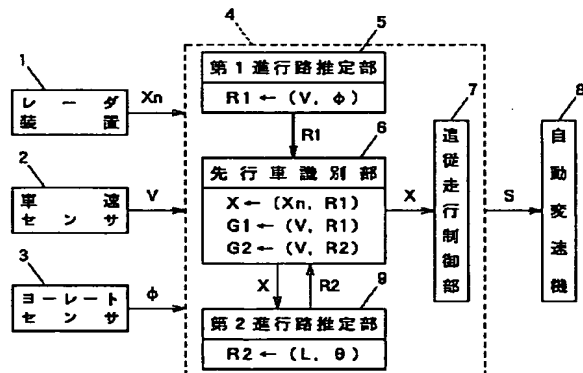 4
5
第1進行路推定部
R1 ← (V, φ)
1
レーダ
装置
Xn
R1
6
先行車識別部
X ← (Xn, R1)
G1 ← (V, R1)
G2 ← (V, R2)
2
車速
センサ
V
X
7
追従走行制御部
S
8
自動変速機
3
ヨーレート
センサ
φ
X
R2
9
第2進行路推定部
R2 ← (L, θ)